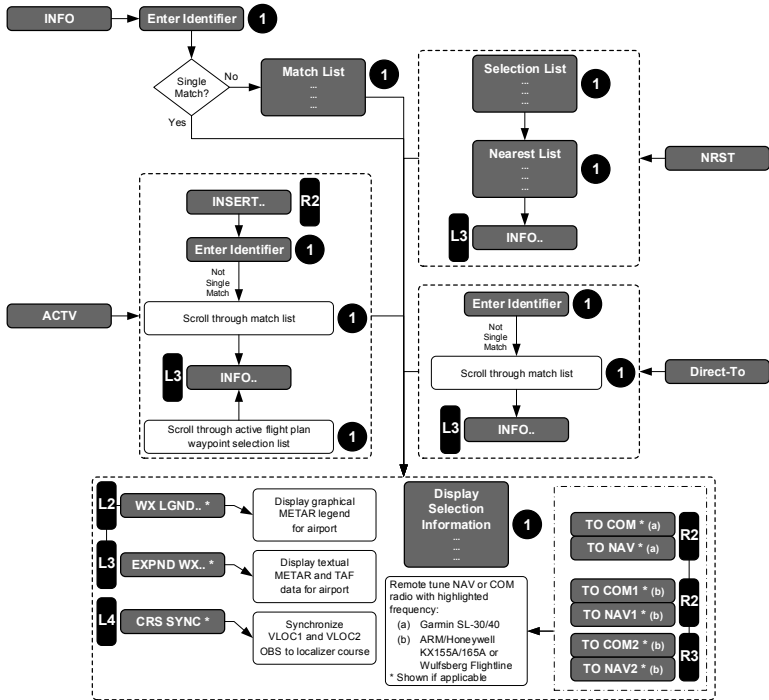 INFO
Enter Identifier
1
Single
Match?
No
Yes
Match List
...
...
...
1
Selection List
...
...
...
1
Nearest List
...
...
...
1
L3
INFO..
NRST
INSERT..
R2
Enter Identifier
1
Not
Single
Match
ACTV
Scroll through match list
1
L3
INFO..
Scroll through active flight plan
waypoint selection list
1
Enter Identifier
1
Not
Single
Match
Scroll through match list
1
Direct-To
L3
INFO..
L2
WX LGND.. *
Display graphical
METAR legend
for airport
L3
EXPND WX.. *
Display textual
METAR and TAF
data for airport
L4
CRS SYNC *
Synchronize
VLOC1 and VLOC2
OBS to localizer course
Display
Selection
Information
...
...
...
1
Remote tune NAV or COM
radio with highlighted
frequency:
(a) Garmin SL-30/40
(b) ARM/Honeywell
KX155A/165A or
Wulfsberg Flightline
* Shown if applicable
TO COM * (a)
TO NAV * (a)
R2
TO COM1 * (b)
TO NAV1 * (b)
R2
TO COM2 * (b)
TO NAV2 * (b)
R3